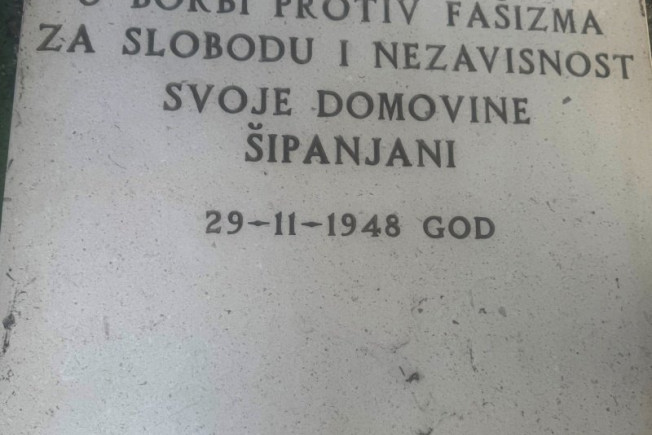 U BORBI PROTIV FAŠIZMA
ZA SLOBODU I NEZAVISNOST
SVOJE DOMOVINE
ŠIPANJANI
29-11-1948 GOD